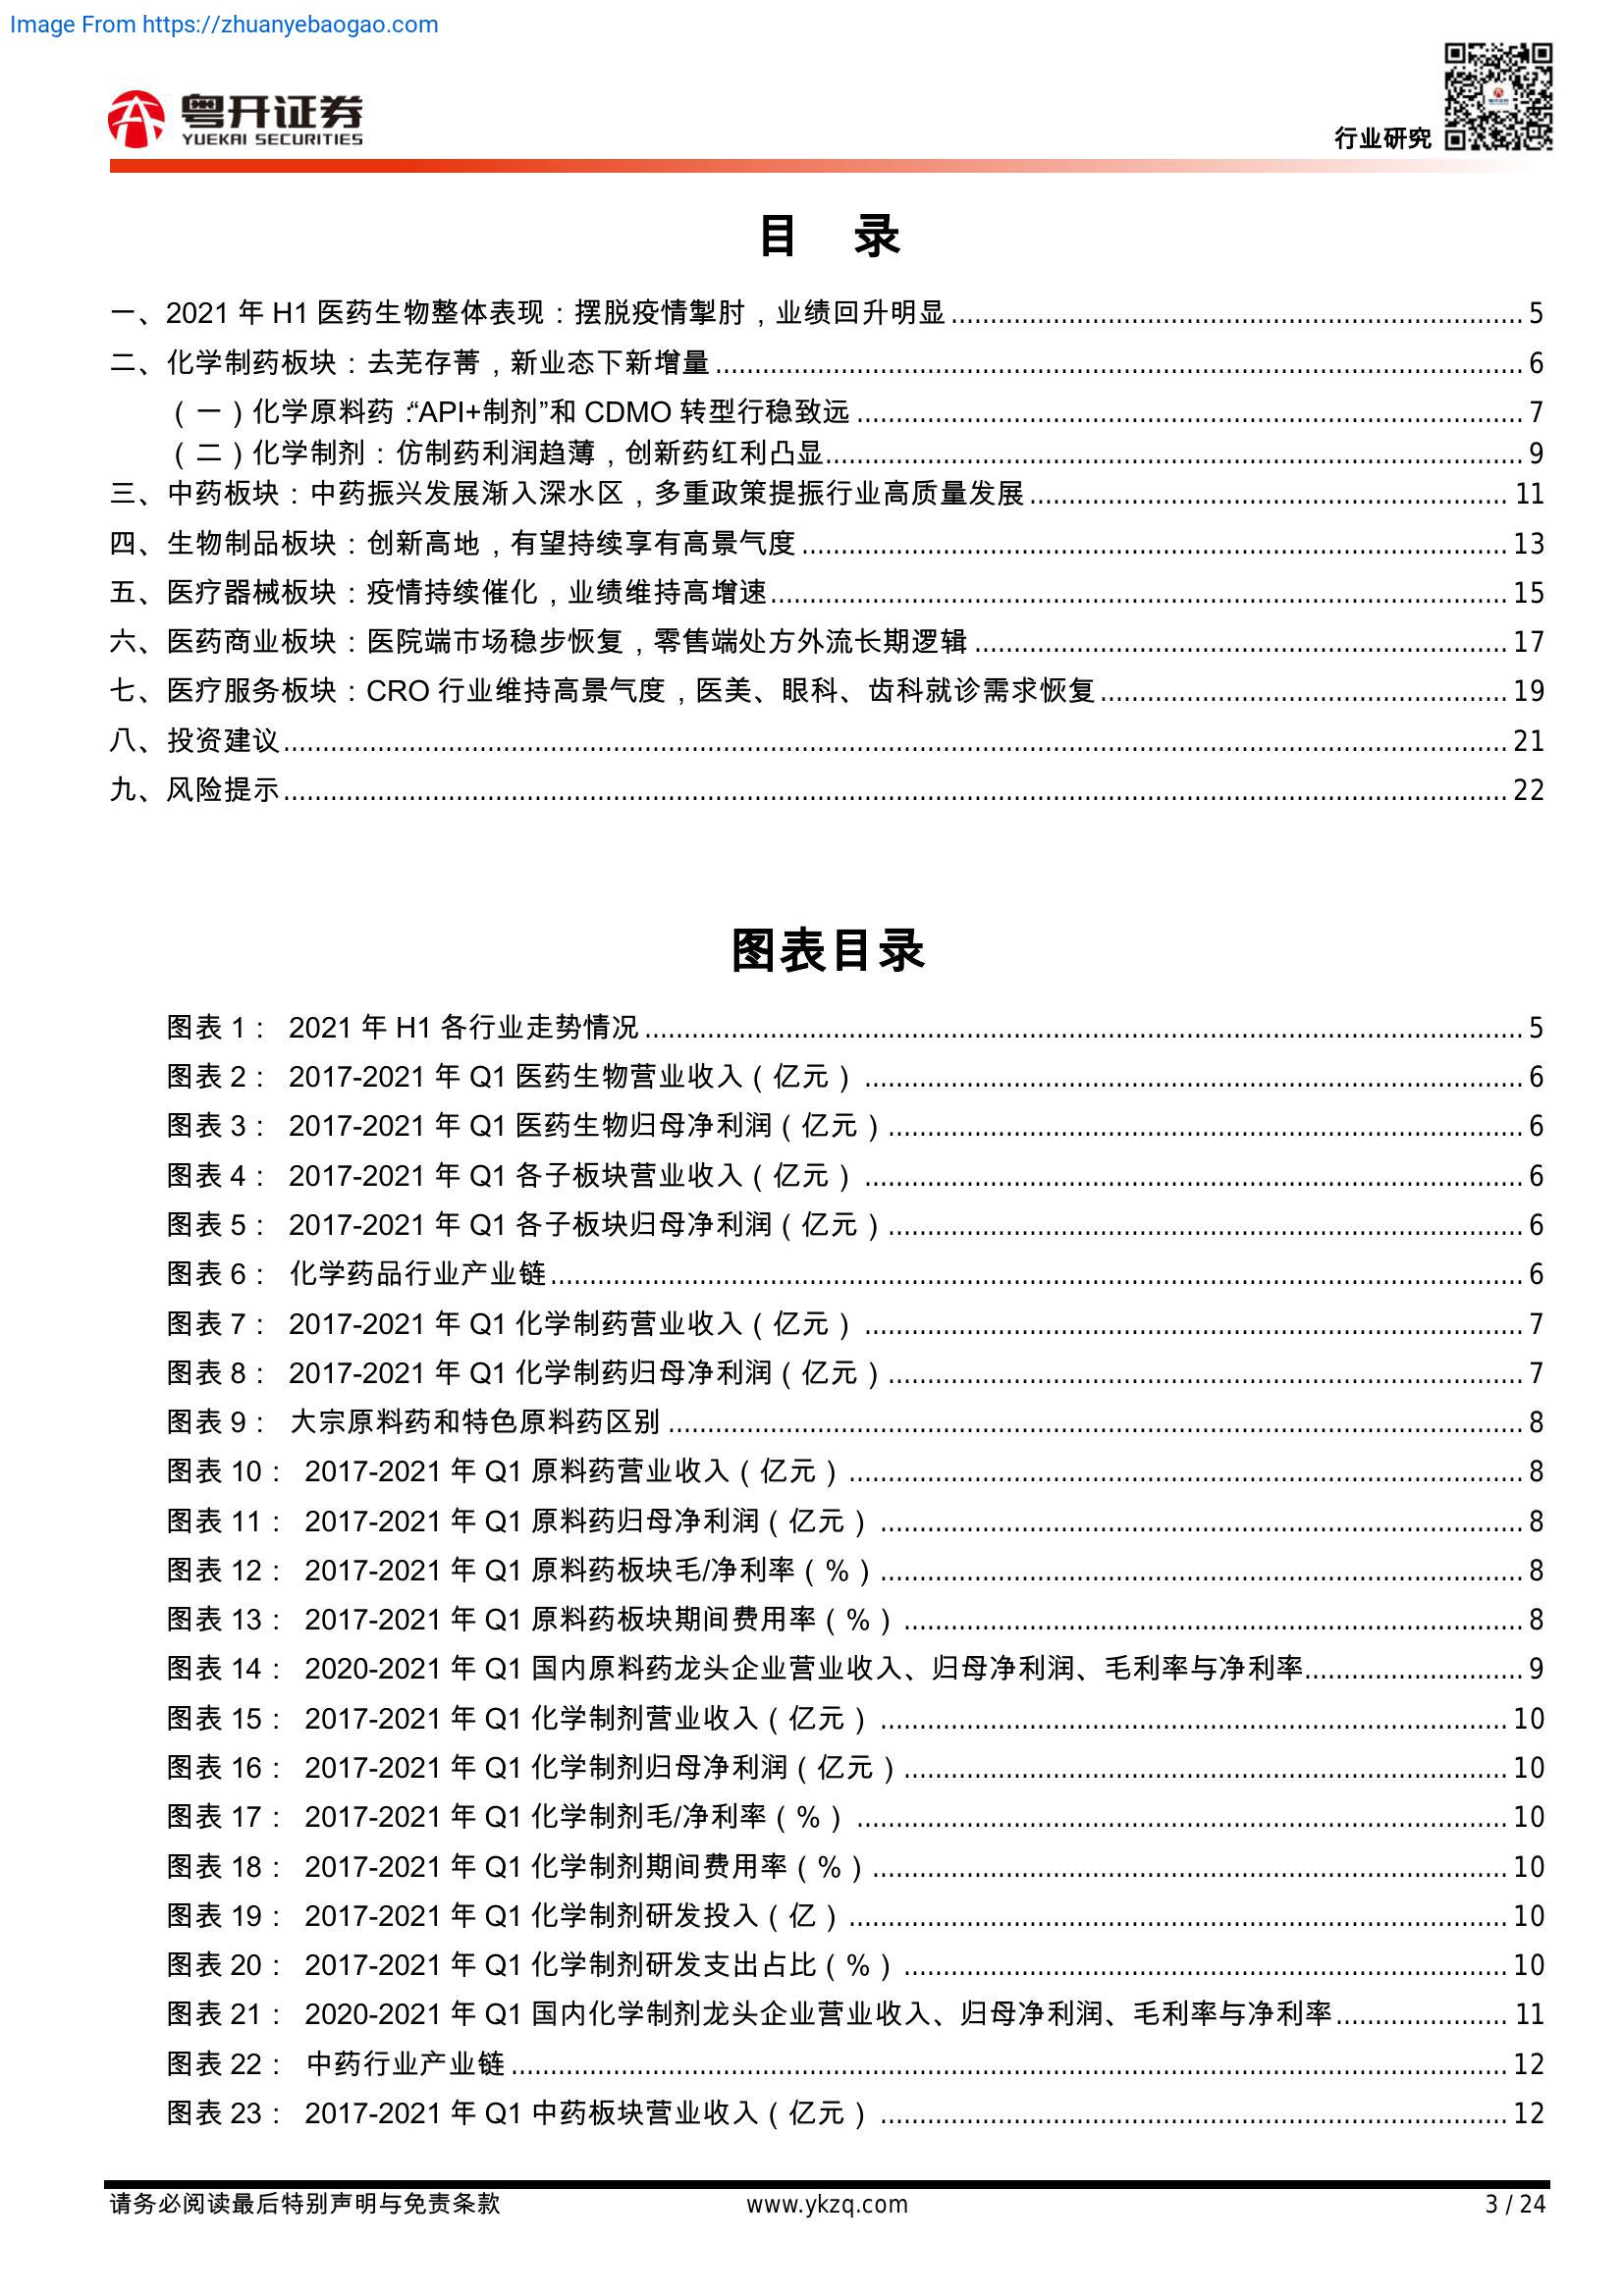 Image From https://zhuanyebaogao.com
粤开证券
YUEKAI SECURITIES
行业研究
目 录
一、2021 年 H1 医药生物整体表现：摆脱疫情掣肘，业绩回升明显 5
二、化学制药板块：去芜存菁，新业态下新增量 6
（一）化学原料药：“API+制剂”和 CDMO 转型行稳致远 7
（二）化学制剂：仿制药利润趋薄，创新药红利凸显 9
三、中药板块：中药振兴发展渐入深水区，多重政策提振行业高质量发展 11
四、生物制品板块：创新高地，有望持续享有高景气度 13
五、医疗器械板块：疫情持续催化，业绩维持高增速 15
六、医药商业板块：医院端市场稳步恢复，零售端处方外流长期逻辑 17
七、医疗服务板块：CRO 行业维持高景气度，医美、眼科、齿科就诊需求恢复 19
八、投资建议 21
九、风险提示 22
图表目录
图表 1： 2021 年 H1 各行业走势情况 5
图表 2： 2017-2021 年 Q1 医药生物营业收入（亿元） 6
图表 3： 2017-2021 年 Q1 医药生物归母净利润（亿元） 6
图表 4： 2017-2021 年 Q1 各子板块营业收入（亿元） 6
图表 5： 2017-2021 年 Q1 各子板块归母净利润（亿元） 6
图表 6： 化学药品行业产业链 6
图表 7： 2017-2021 年 Q1 化学制药营业收入（亿元） 7
图表 8： 2017-2021 年 Q1 化学制药归母净利润（亿元） 7
图表 9： 大宗原料药和特色原料药区别 8
图表 10： 2017-2021 年 Q1 原料药营业收入（亿元） 8
图表 11： 2017-2021 年 Q1 原料药归母净利润（亿元） 8
图表 12： 2017-2021 年 Q1 原料药板块毛/净利率（%） 8
图表 13： 2017-2021 年 Q1 原料药板块期间费用率（%） 8
图表 14： 2020-2021 年 Q1 国内原料药龙头企业营业收入、归母净利润、毛利率与净利率 9
图表 15： 2017-2021 年 Q1 化学制剂营业收入（亿元） 10
图表 16： 2017-2021 年 Q1 化学制剂归母净利润（亿元） 10
图表 17： 2017-2021 年 Q1 化学制剂毛/净利率（%） 10
图表 18： 2017-2021 年 Q1 化学制剂期间费用率（%） 10
图表 19： 2017-2021 年 Q1 化学制剂研发投入（亿） 10
图表 20： 2017-2021 年 Q1 化学制剂研发支出占比（%） 10
图表 21： 2020-2021 年 Q1 国内化学制剂龙头企业营业收入、归母净利润、毛利率与净利率 11
图表 22： 中药行业产业链 12
图表 23： 2017-2021 年 Q1 中药板块营业收入（亿元） 12
请务必阅读最后特别声明与免责条款 www.ykzq.com 3 / 24